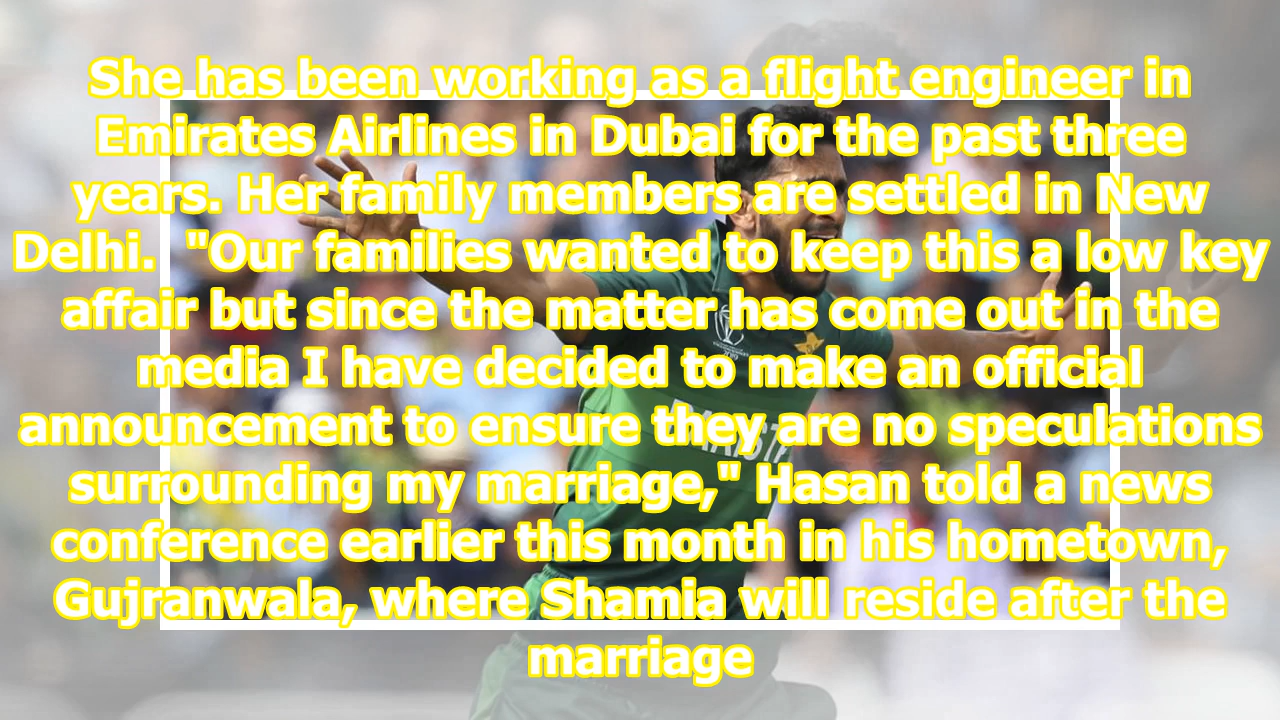 She has been working as a flight engineer in
Emirates Airlines in Dubai for the past three
years. Her family members are settled in New
Delhi.  "Our families wanted to keep this a low key
affair but since the matter has come out in the
media I have decided to make an official
announcement to ensure they are no speculations
surrounding my marriage," Hasan told a news
conference earlier this month in his hometown,
Gujranwala, where Shamia will reside after the
marriage